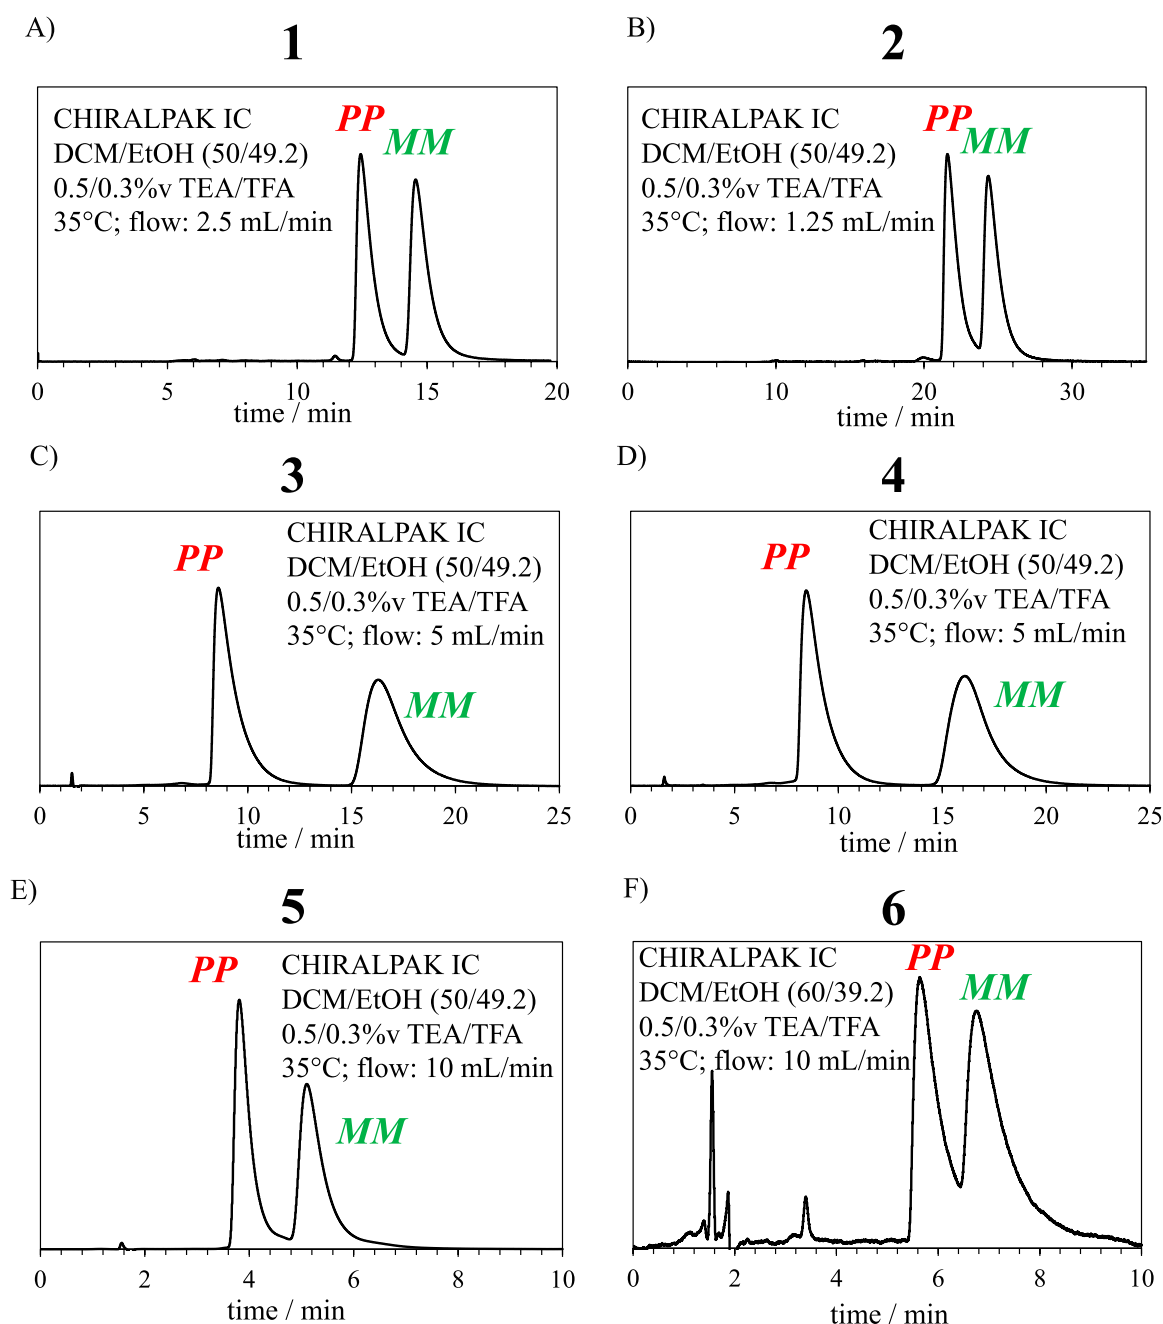 A)
1
CHIRALPAK IC
DCM/EtOH (50/49.2)
0.5/0.3%v TEA/TFA
35°C; flow: 2.5 mL/min
PP
MM
0 5 10 15 20
time / min
B)
2
CHIRALPAK IC
DCM/EtOH (50/49.2)
0.5/0.3%v TEA/TFA
35°C; flow: 1.25 mL/min
PP
MM
0 10 20 30
time / min
C)
3
CHIRALPAK IC
DCM/EtOH (50/49.2)
0.5/0.3%v TEA/TFA
35°C; flow: 5 mL/min
PP
MM
0 5 10 15 20 25
time / min
D)
4
CHIRALPAK IC
DCM/EtOH (50/49.2)
0.5/0.3%v TEA/TFA
35°C; flow: 5 mL/min
PP
MM
0 5 10 15 20 25
time / min
E)
5
CHIRALPAK IC
DCM/EtOH (50/49.2)
0.5/0.3%v TEA/TFA
35°C; flow: 10 mL/min
PP
MM
0 2 4 6 8 10
time / min
F)
6
CHIRALPAK IC
DCM/EtOH (60/39.2)
0.5/0.3%v TEA/TFA
35°C; flow: 10 mL/min
PP
MM
0 2 4 6 8 10
time / min